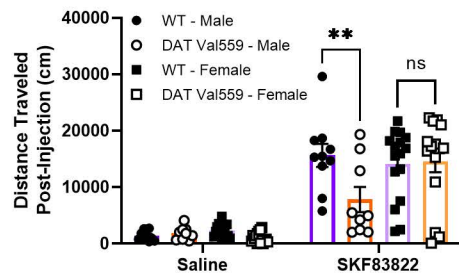 Distance Traveled
Post-Injection (cm)
40000
30000
20000
10000
0
WT - Male
DAT Val559 - Male
WT - Female
DAT Val559 - Female
**
ns
Saline
SKF83822